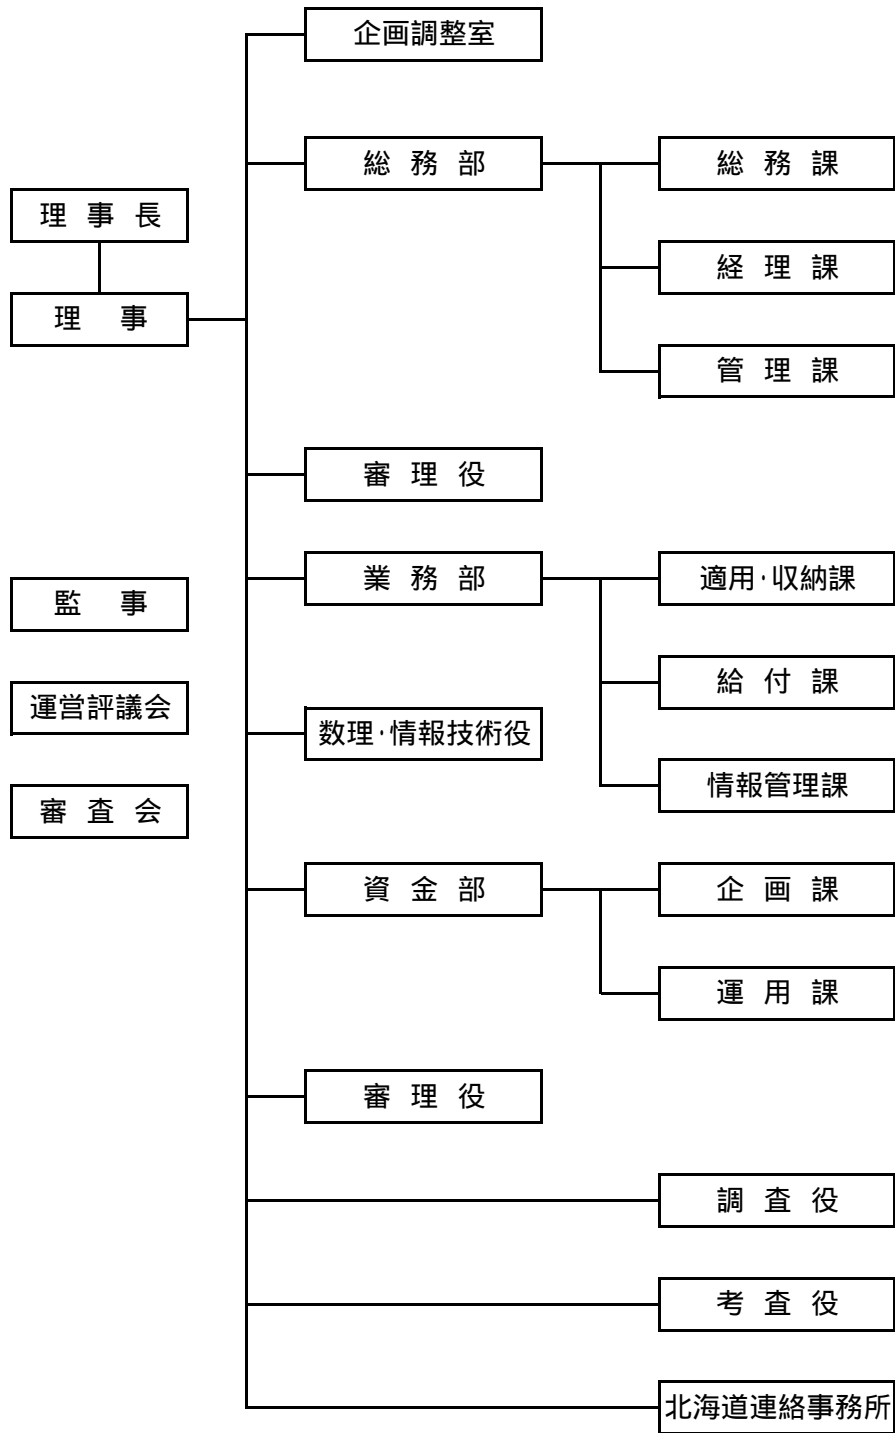 企画調整室
総務部
総務課
理事長
経理課
理事
管理課
審理役
業務部
適用・収納課
監事
給付課
運営評議会
数理・情報技術役
情報管理課
審査会
資金部
企画課
運用課
審理役
調査役
考査役
北海道連絡事務所